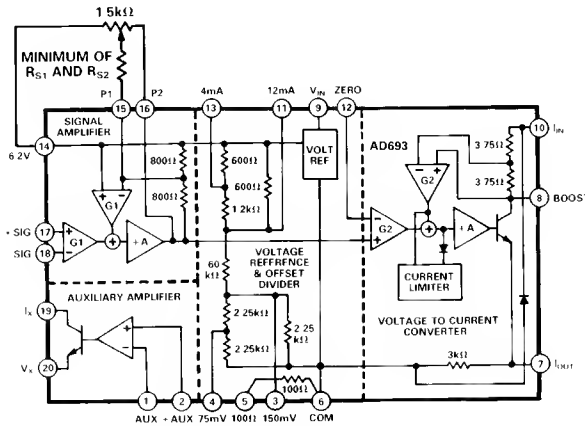 1 5kΩ
MINIMUM OF
RS1 AND RS2
P1 P2 4mA 12mA VIN ZERO
15 16 13 11 9 12
SIGNAL
AMPLIFIER
AD693
10 IIN
14
6 2V
800Ω
800Ω
600Ω
600Ω
1.2kΩ
VOLT
REF
3 75Ω
3 75Ω
G2
8 BOOST
G1
+ SIG 17
SIG 18
G1
+
+A
G2
+
+A
60
kΩ
VOLTAGE
REFFRFNCE
& OFFSET
DIVIDER
CURRENT
LIMITER
AUXILIARY AMPLIFIER
IX 19
VX 20
+
−
2 25kΩ
2 25kΩ
2 25
kΩ
VOLTAGE TO CURRENT
CONVERTER
3kΩ
7 IOUT
100Ω
1 2 4 5 3 6
AUX + AUX 75mV 100Ω 150mV COM